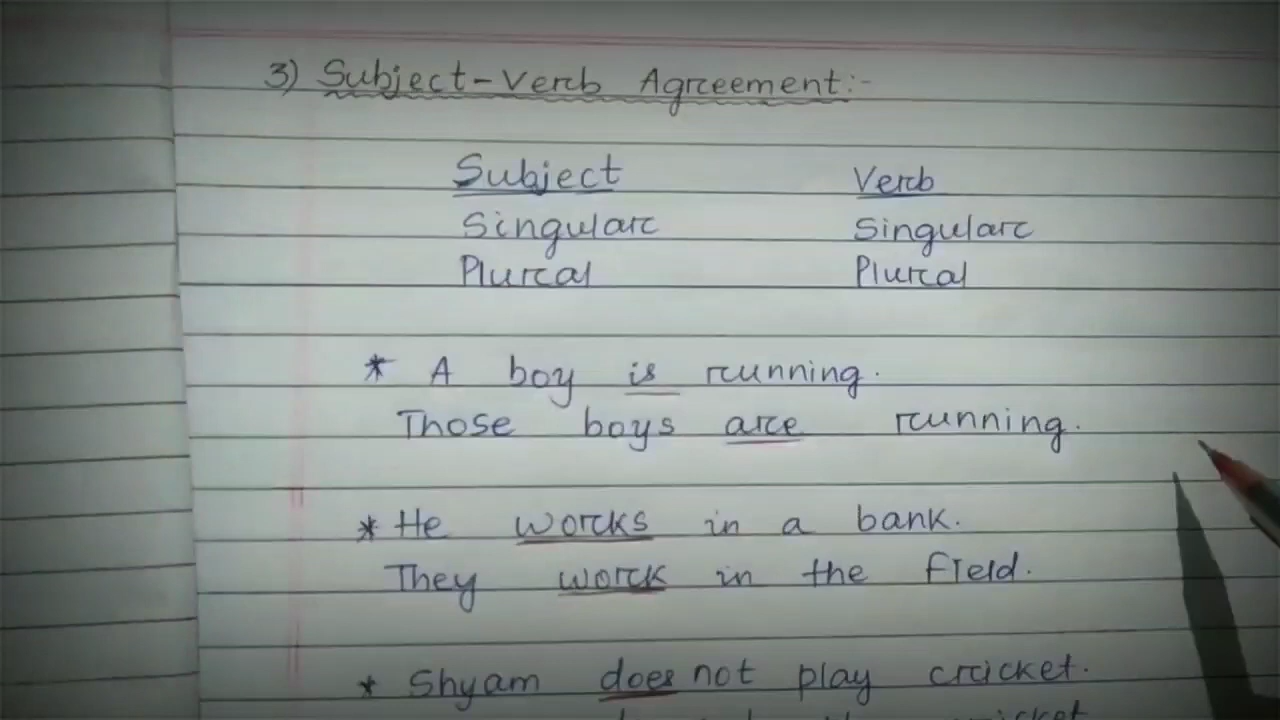 3) Subject-Verb Agreement:-
Subject Verb
Singular Singular
Plural Plural
* A boy is running.
Those boys are running.
* He works in a bank.
They work in the field.
* Shyam does not play cricket.
cricket